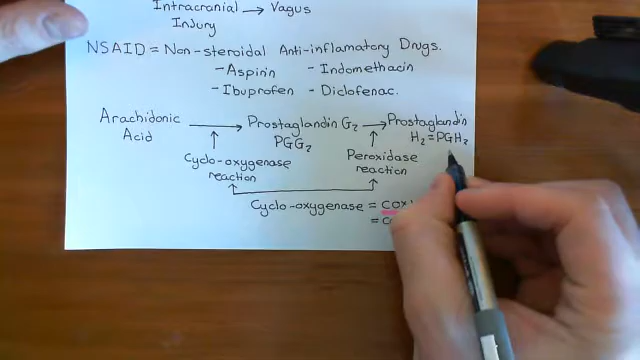 Intracranial → Vagus
Injury
NSAID = Non-steroidal Anti-inflamatory Drugs.
- Aspirin - Indomethacin
- Ibuprofen - Diclofenac.
Arachidonic → Prostaglandin G₂ → Prostaglandin
Acid PGG₂ H₂ = PGH₂
Cyclo-oxygenase Peroxidase
reaction reaction
Cyclo-oxygenase = COX
=